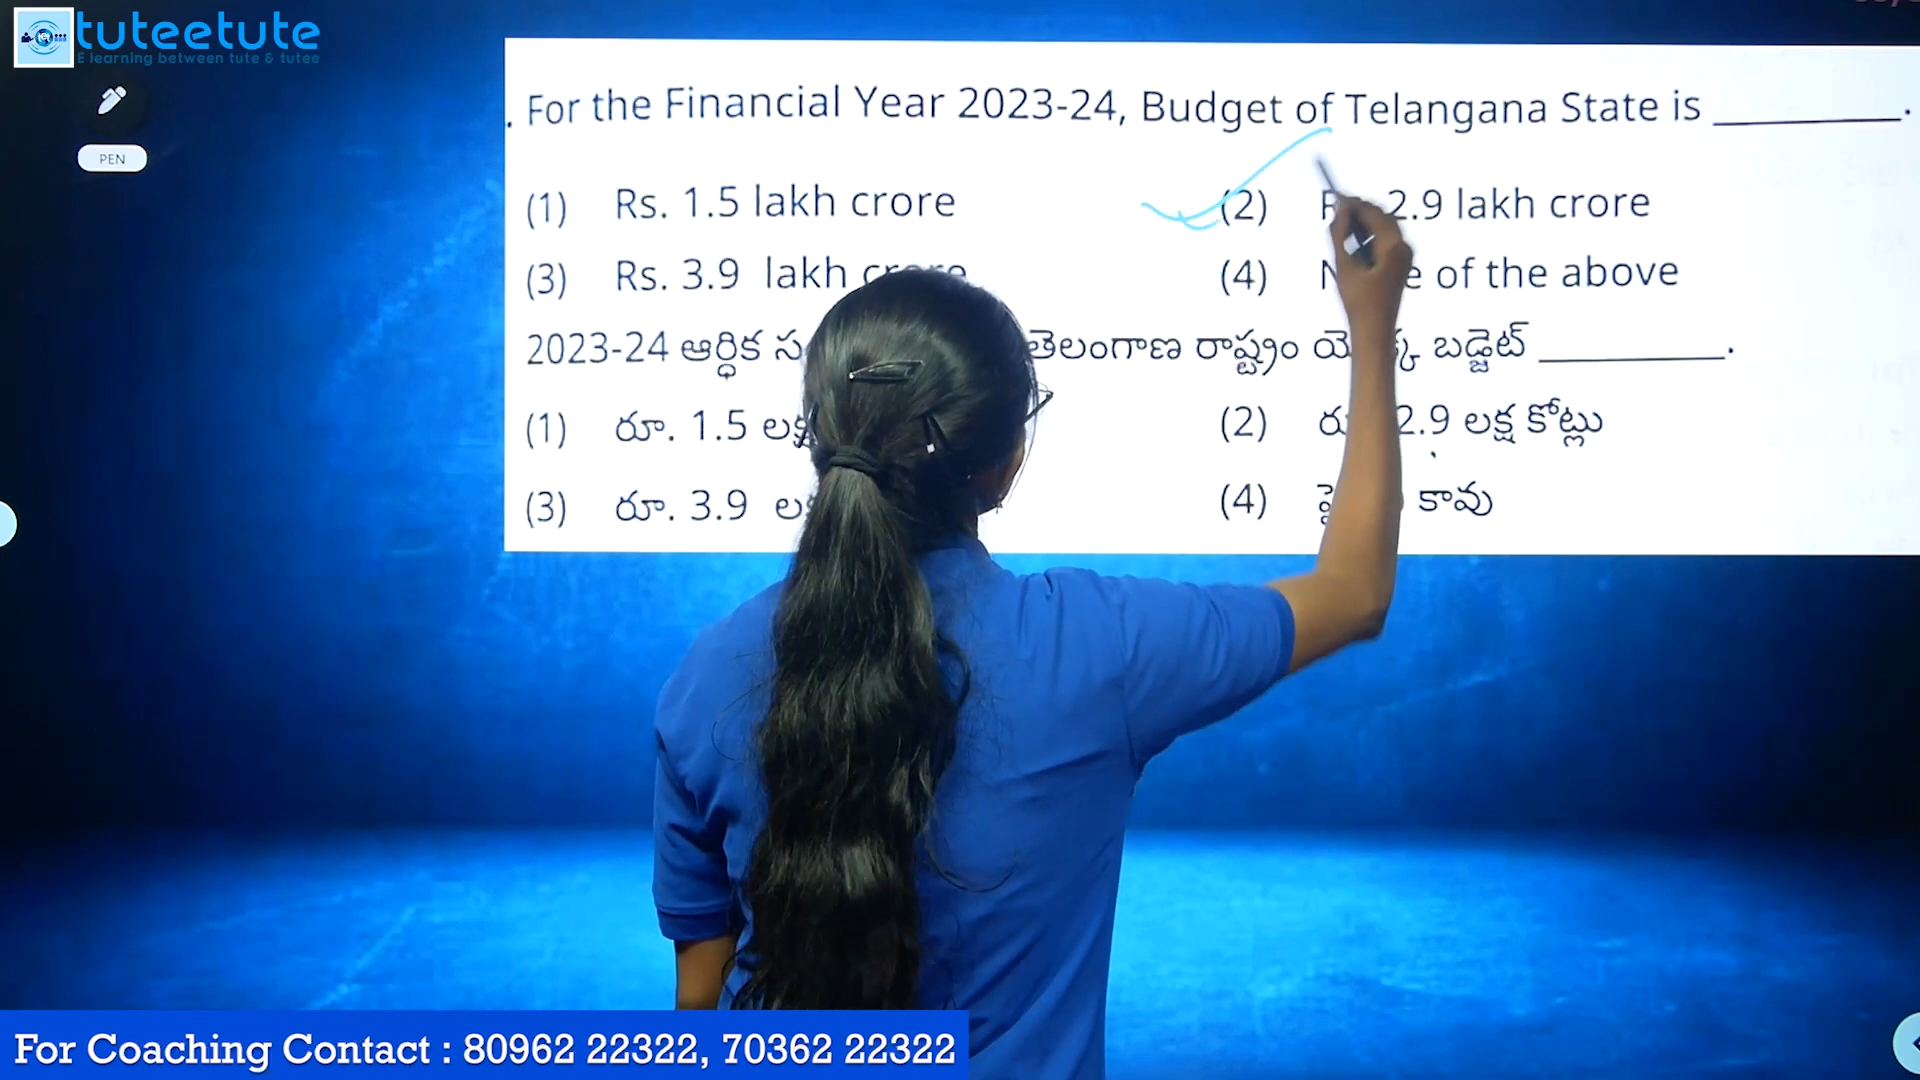 tuteetute
E learning between tute & tutee
PEN
. For the Financial Year 2023-24, Budget of Telangana State is ________.
(1) Rs. 1.5 lakh crore (2) 2.9 lakh crore
(3) Rs. 3.9 lakh crore (4) of the above
2023-24 ఆర్థిక తెలంగాణ రాష్ట్రం బడ్జెట్ ________.
(1) రూ. 1.5 (2) 2.9 లక్ష కోట్లు
(3) రూ. 3.9 (4) కావు
For Coaching Contact : 80962 22322, 70362 22322